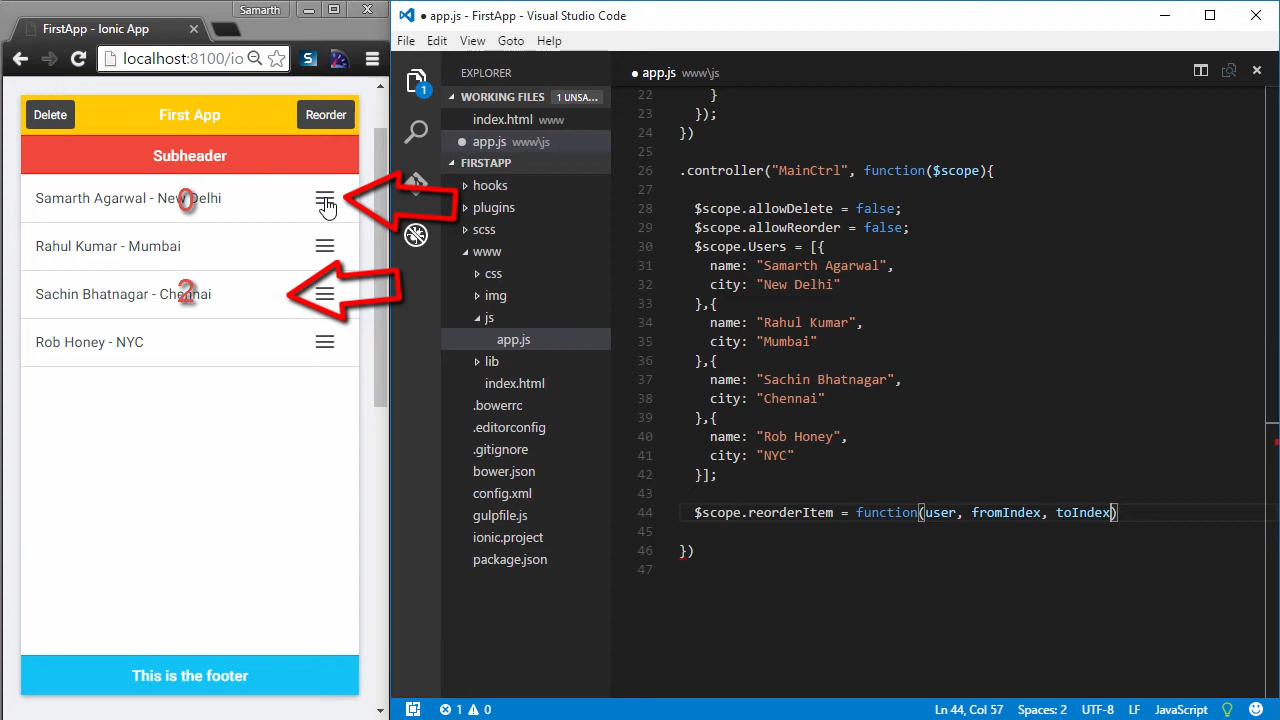 Samarth
FirstApp - Ionic App
localhost:8100/io
Delete
First App
Reorder
Subheader
Samarth Agarwal - New Delhi
0
Rahul Kumar - Mumbai
Sachin Bhatnagar - Chennai
2
Rob Honey - NYC
This is the footer
● app.js - FirstApp - Visual Studio Code
File Edit View Goto Help
1
EXPLORER
WORKING FILES 1 UNSA...
index.html www
● app.js www\js
FIRSTAPP
hooks
plugins
scss
www
css
img
js
app.js
lib
index.html
.bowerrc
.editorconfig
.gitignore
bower.json
config.xml
gulpfile.js
ionic.project
package.json
● app.js www\js
22 }
23 });
24 })
25
26 .controller("MainCtrl", function($scope){
27
28 $scope.allowDelete = false;
29 $scope.allowReorder = false;
30 $scope.Users = [{
31 name: "Samarth Agarwal",
32 city: "New Delhi"
33 },{
34 name: "Rahul Kumar",
35 city: "Mumbai"
36 },{
37 name: "Sachin Bhatnagar",
38 city: "Chennai"
39 },{
40 name: "Rob Honey",
41 city: "NYC"
42 }];
43
44 $scope.reorderItem = function(user, fromIndex, toIndex)
45
46 })
47
1 0
Ln 44, Col 57 Spaces: 2 UTF-8 LF JavaScript